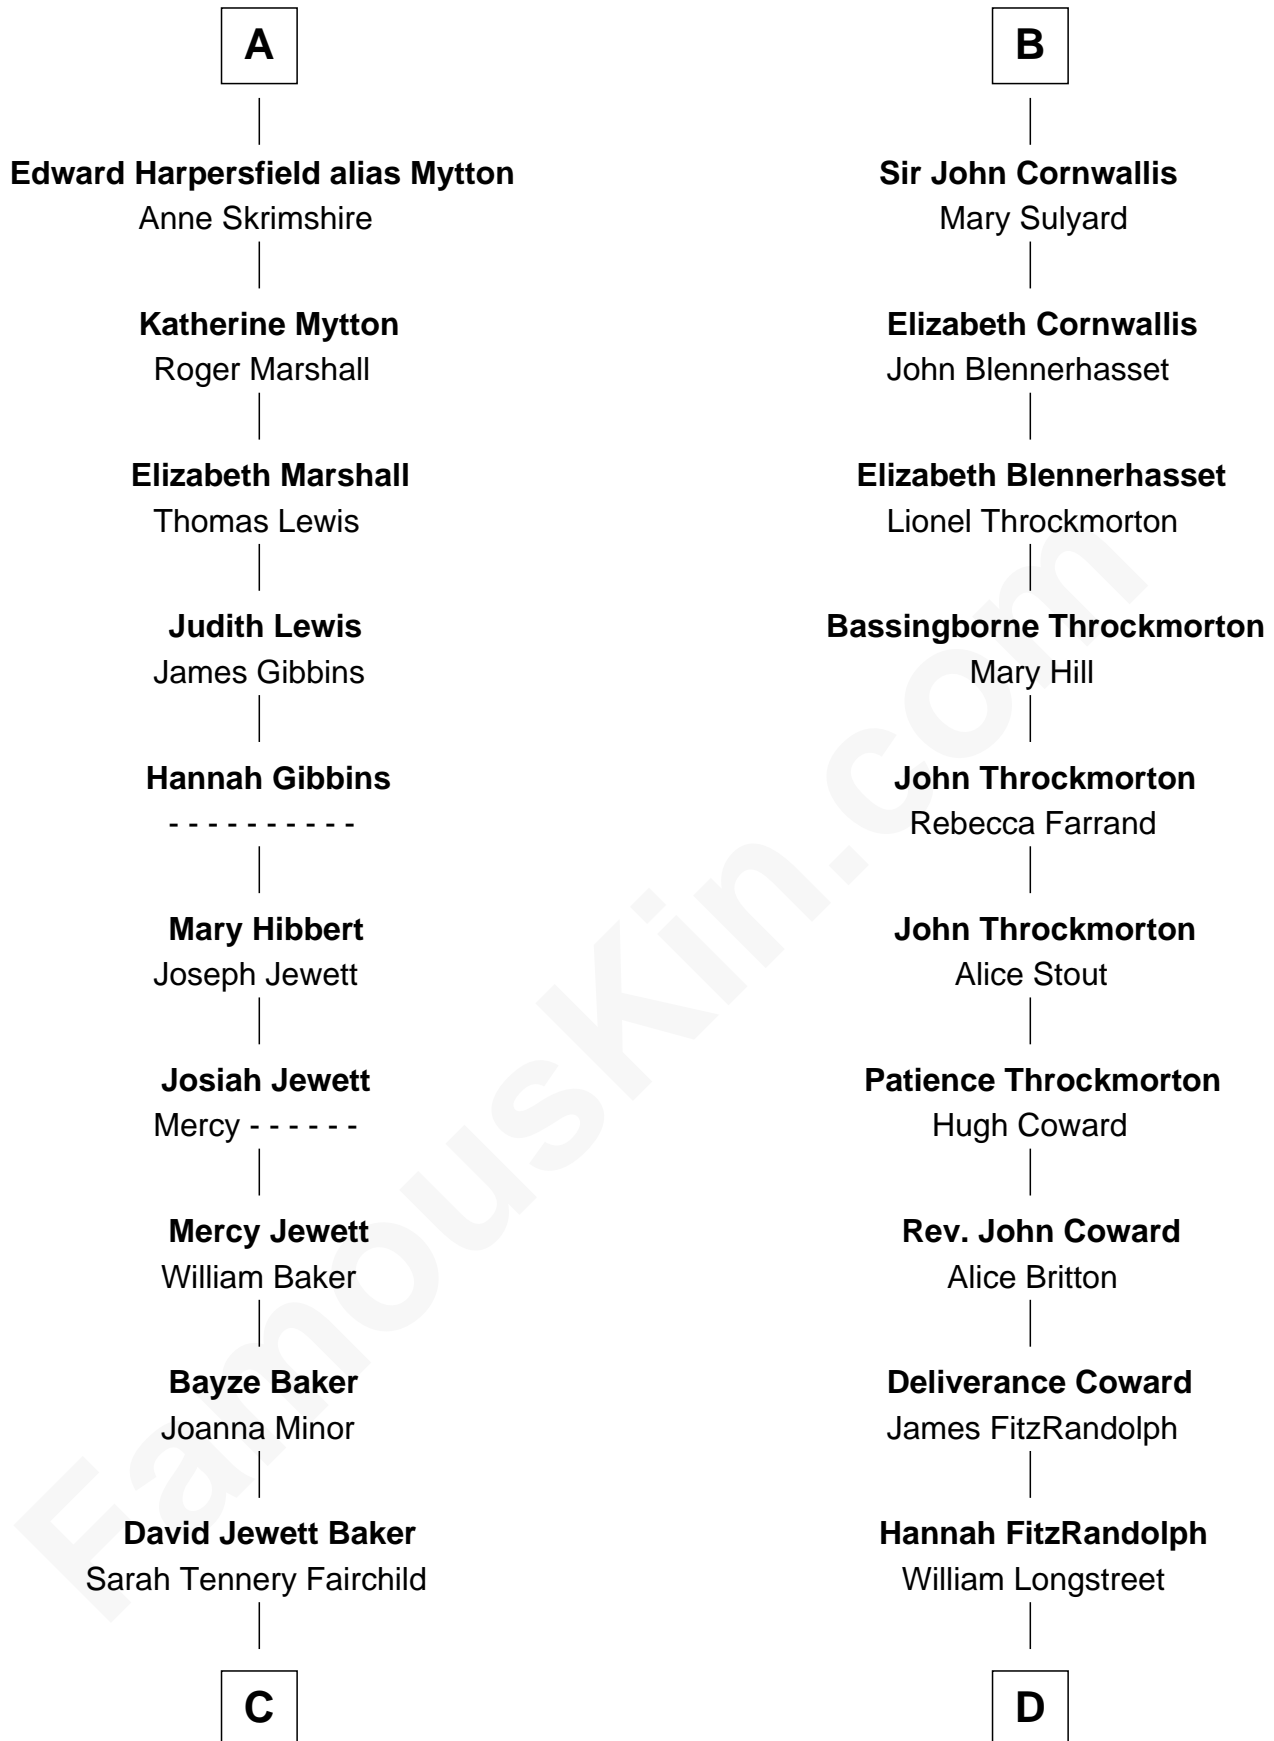 A
Edward Harpersfield alias Mytton
Anne Skrimshire
Katherine Mytton
Roger Marshall
Elizabeth Marshall
Thomas Lewis
Judith Lewis
James Gibbins
Hannah Gibbins
- - - - - - - - - -
Mary Hibbert
Joseph Jewett
Josiah Jewett
Mercy - - - - - -
Mercy Jewett
William Baker
Bayze Baker
Joanna Minor
David Jewett Baker
Sarah Tennery Fairchild
C
B
Sir John Cornwallis
Mary Sulyard
Elizabeth Cornwallis
John Blennerhasset
Elizabeth Blennerhasset
Lionel Throckmorton
Bassingborne Throckmorton
Mary Hill
John Throckmorton
Rebecca Farrand
John Throckmorton
Alice Stout
Patience Throckmorton
Hugh Coward
Rev. John Coward
Alice Britton
Deliverance Coward
James FitzRandolph
Hannah FitzRandolph
William Longstreet
D
FamousKin.com